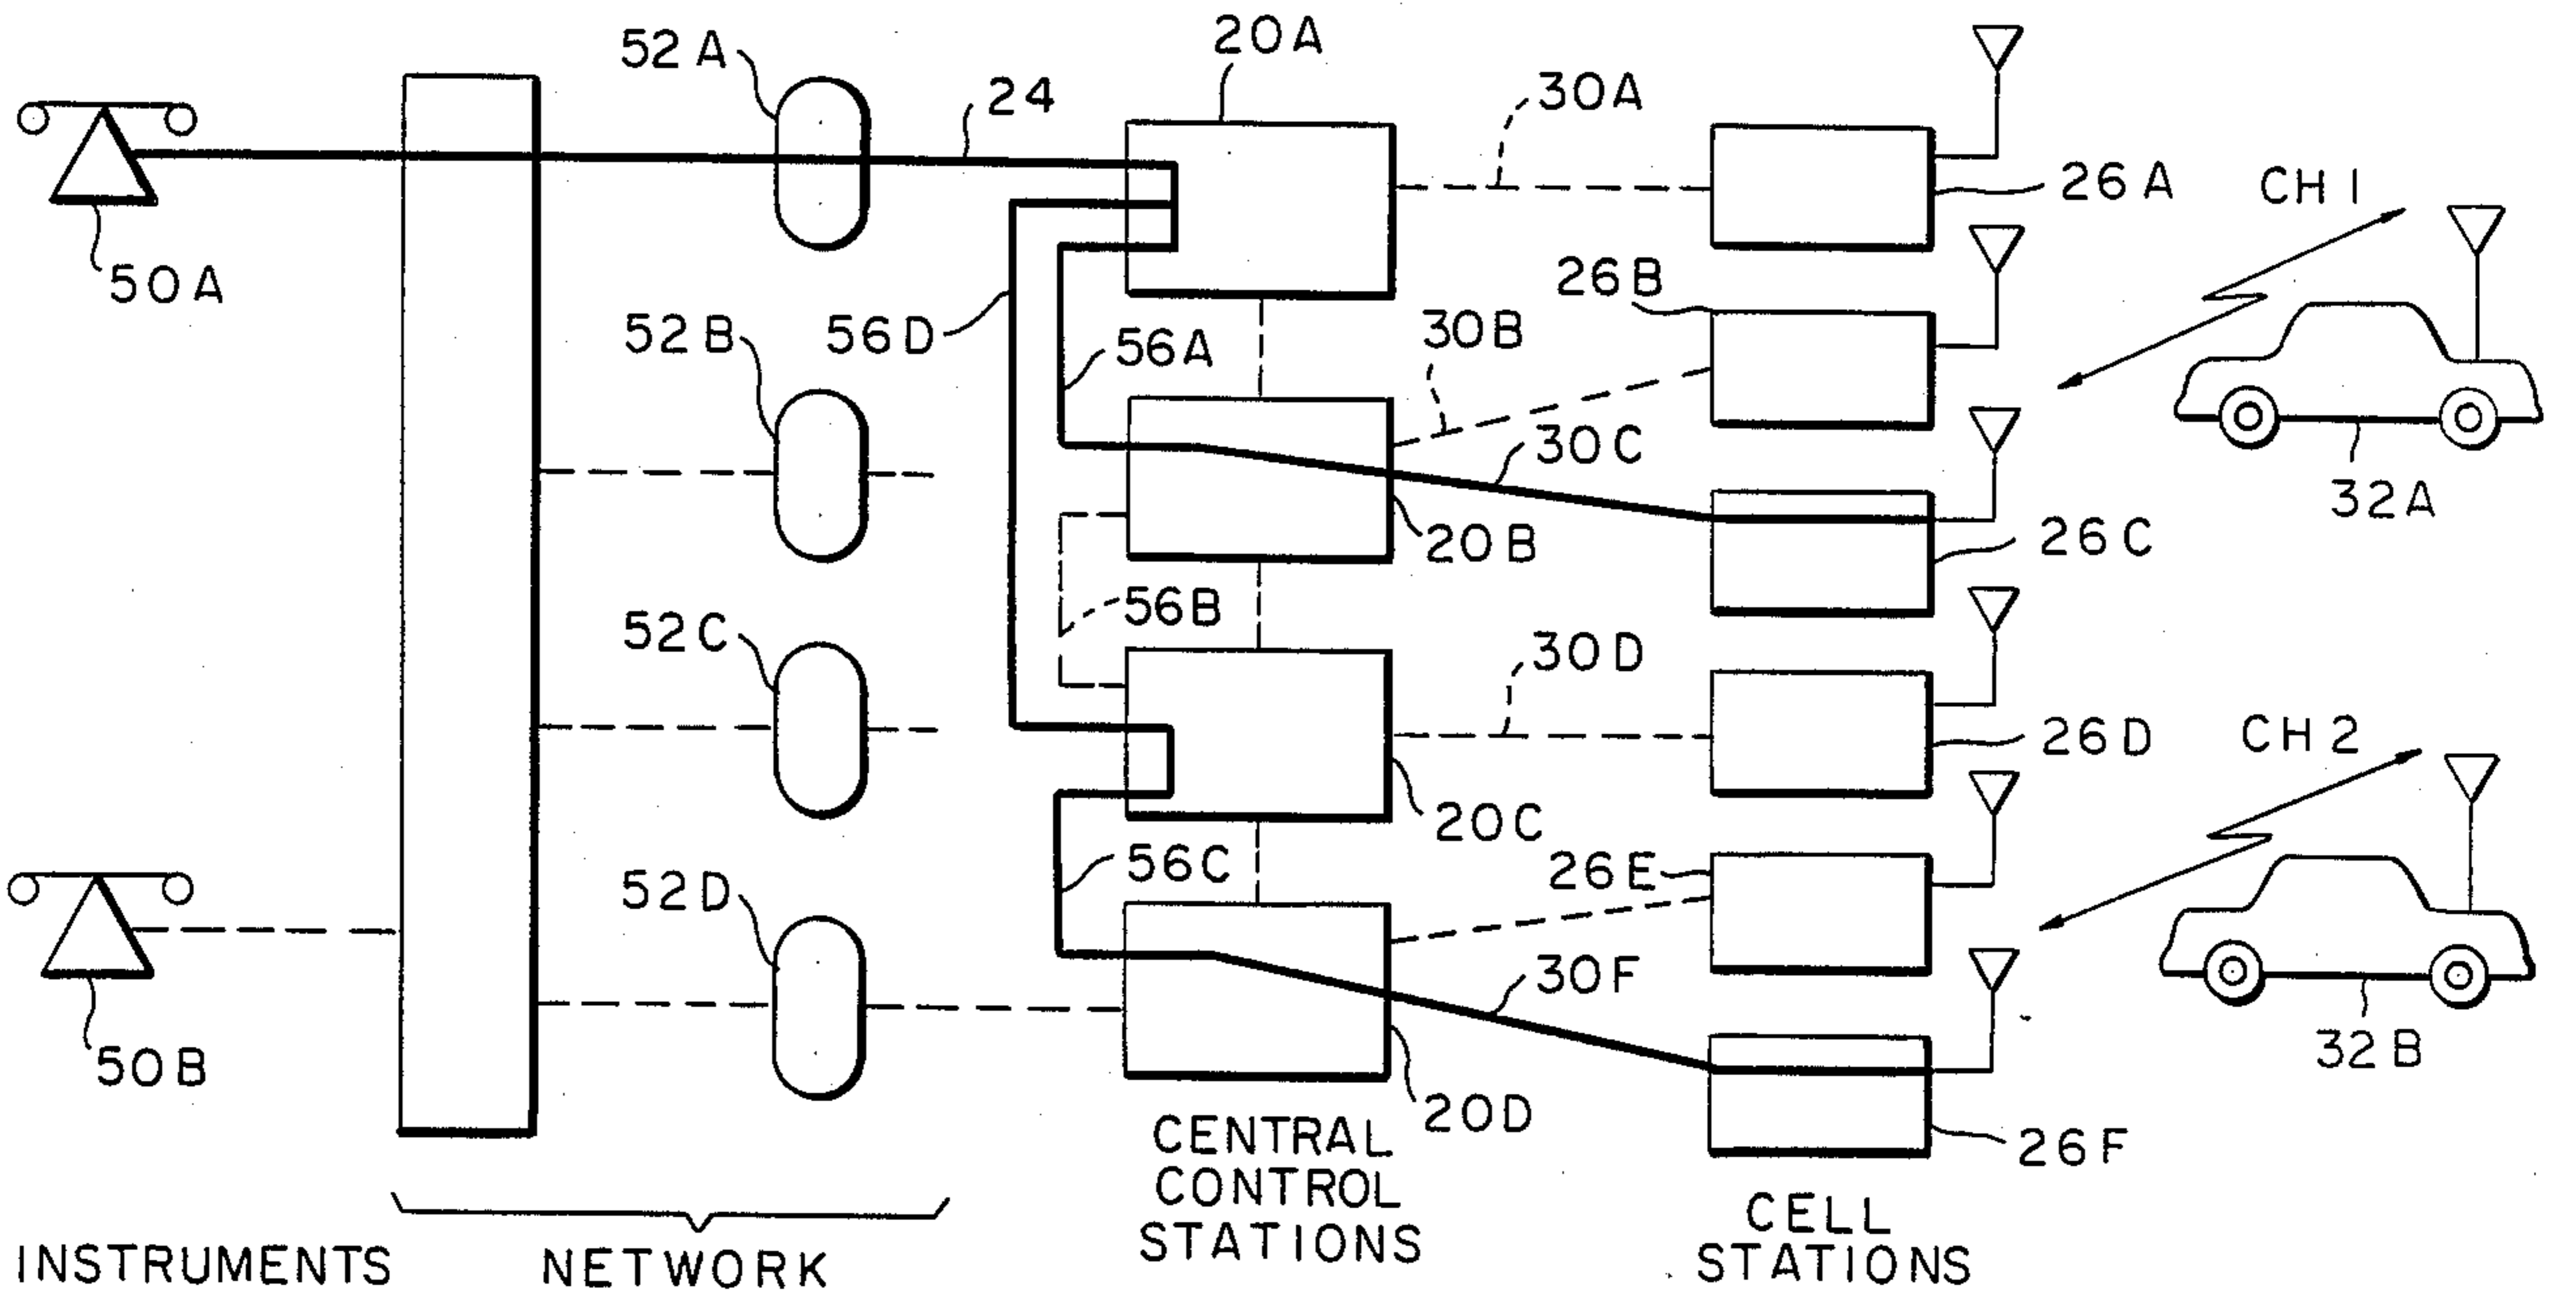 52A
20A
24
30A
26A
CH 1
50A
26B
52B
56D
56A
30B
30C
32A
20B
26C
56B
52C
30D
26D
CH 2
20C
56C
26E
52D
30F
50B
32B
20D
26F
CENTRAL
CONTROL
STATIONS
CELL
STATIONS
INSTRUMENTS
NETWORK